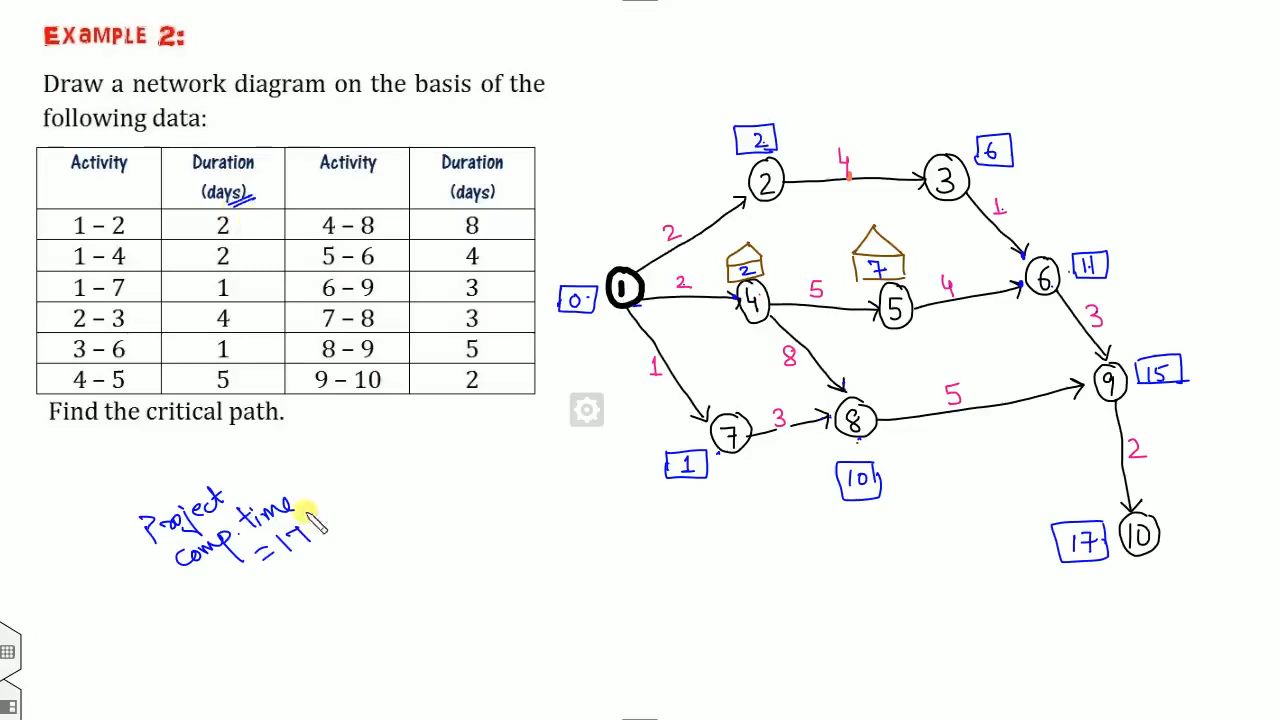 Example 2:
Draw a network diagram on the basis of the
following data:
Activity Duration (days) Activity Duration (days)
1 – 2 2 4 – 8 8
1 – 4 2 5 – 6 4
1 – 7 1 6 – 9 3
2 – 3 4 7 – 8 3
3 – 6 1 8 – 9 5
4 – 5 5 9 – 10 2
Find the critical path.
Project
comp. time
= 17
2 4 6
2 3
2 1
2 7 11
0 1 2 4 5 5 4 6
8 3
1 5 9 15
7 3 8
1 10 2
17 10